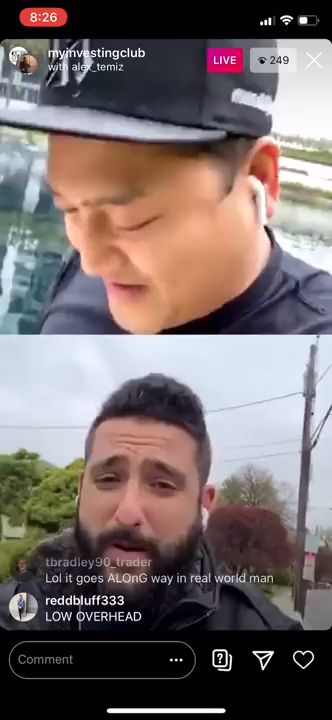 8:26
myinvestingclub
with alex_temiz
LIVE
249
tbradley90_trader
Lol it goes ALOnG way in real world man
reddbluff333
LOW OVERHEAD
Comment